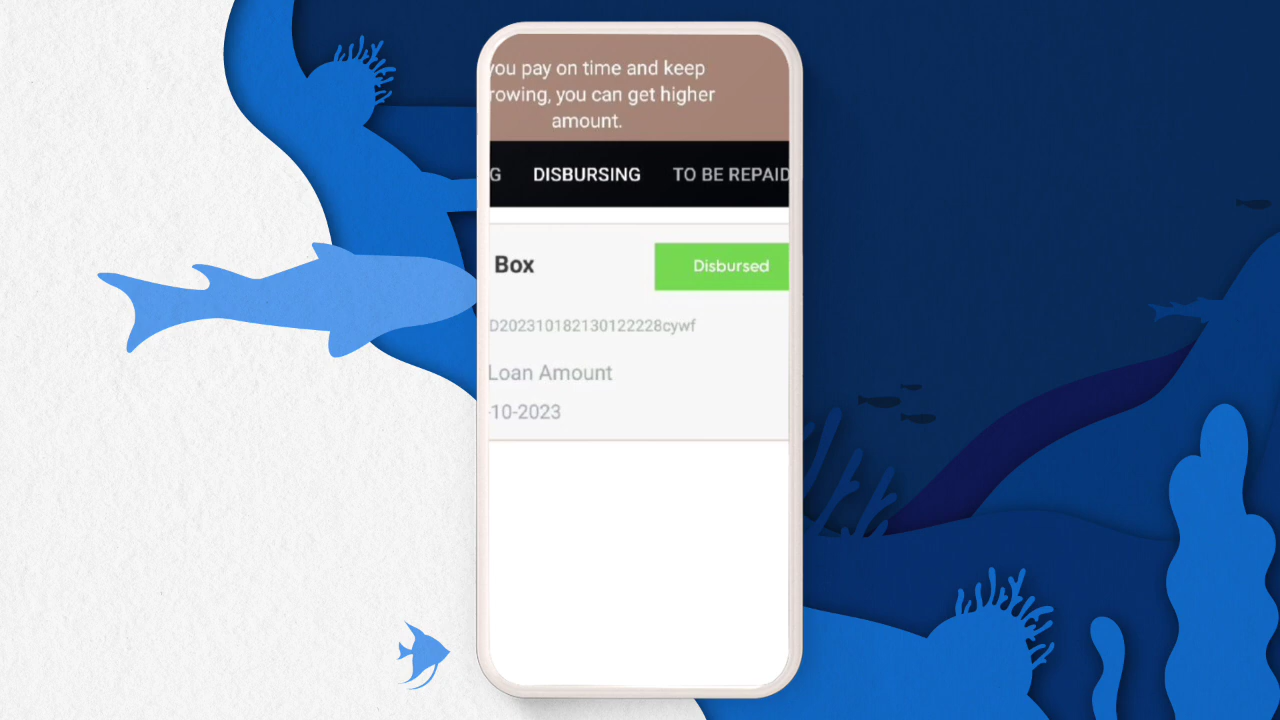 you pay on time and keep
rowing, you can get higher
amount.
G DISBURSING TO BE REPAID
Box Disbursed
D202310182130122228cywf
Loan Amount
-10-2023